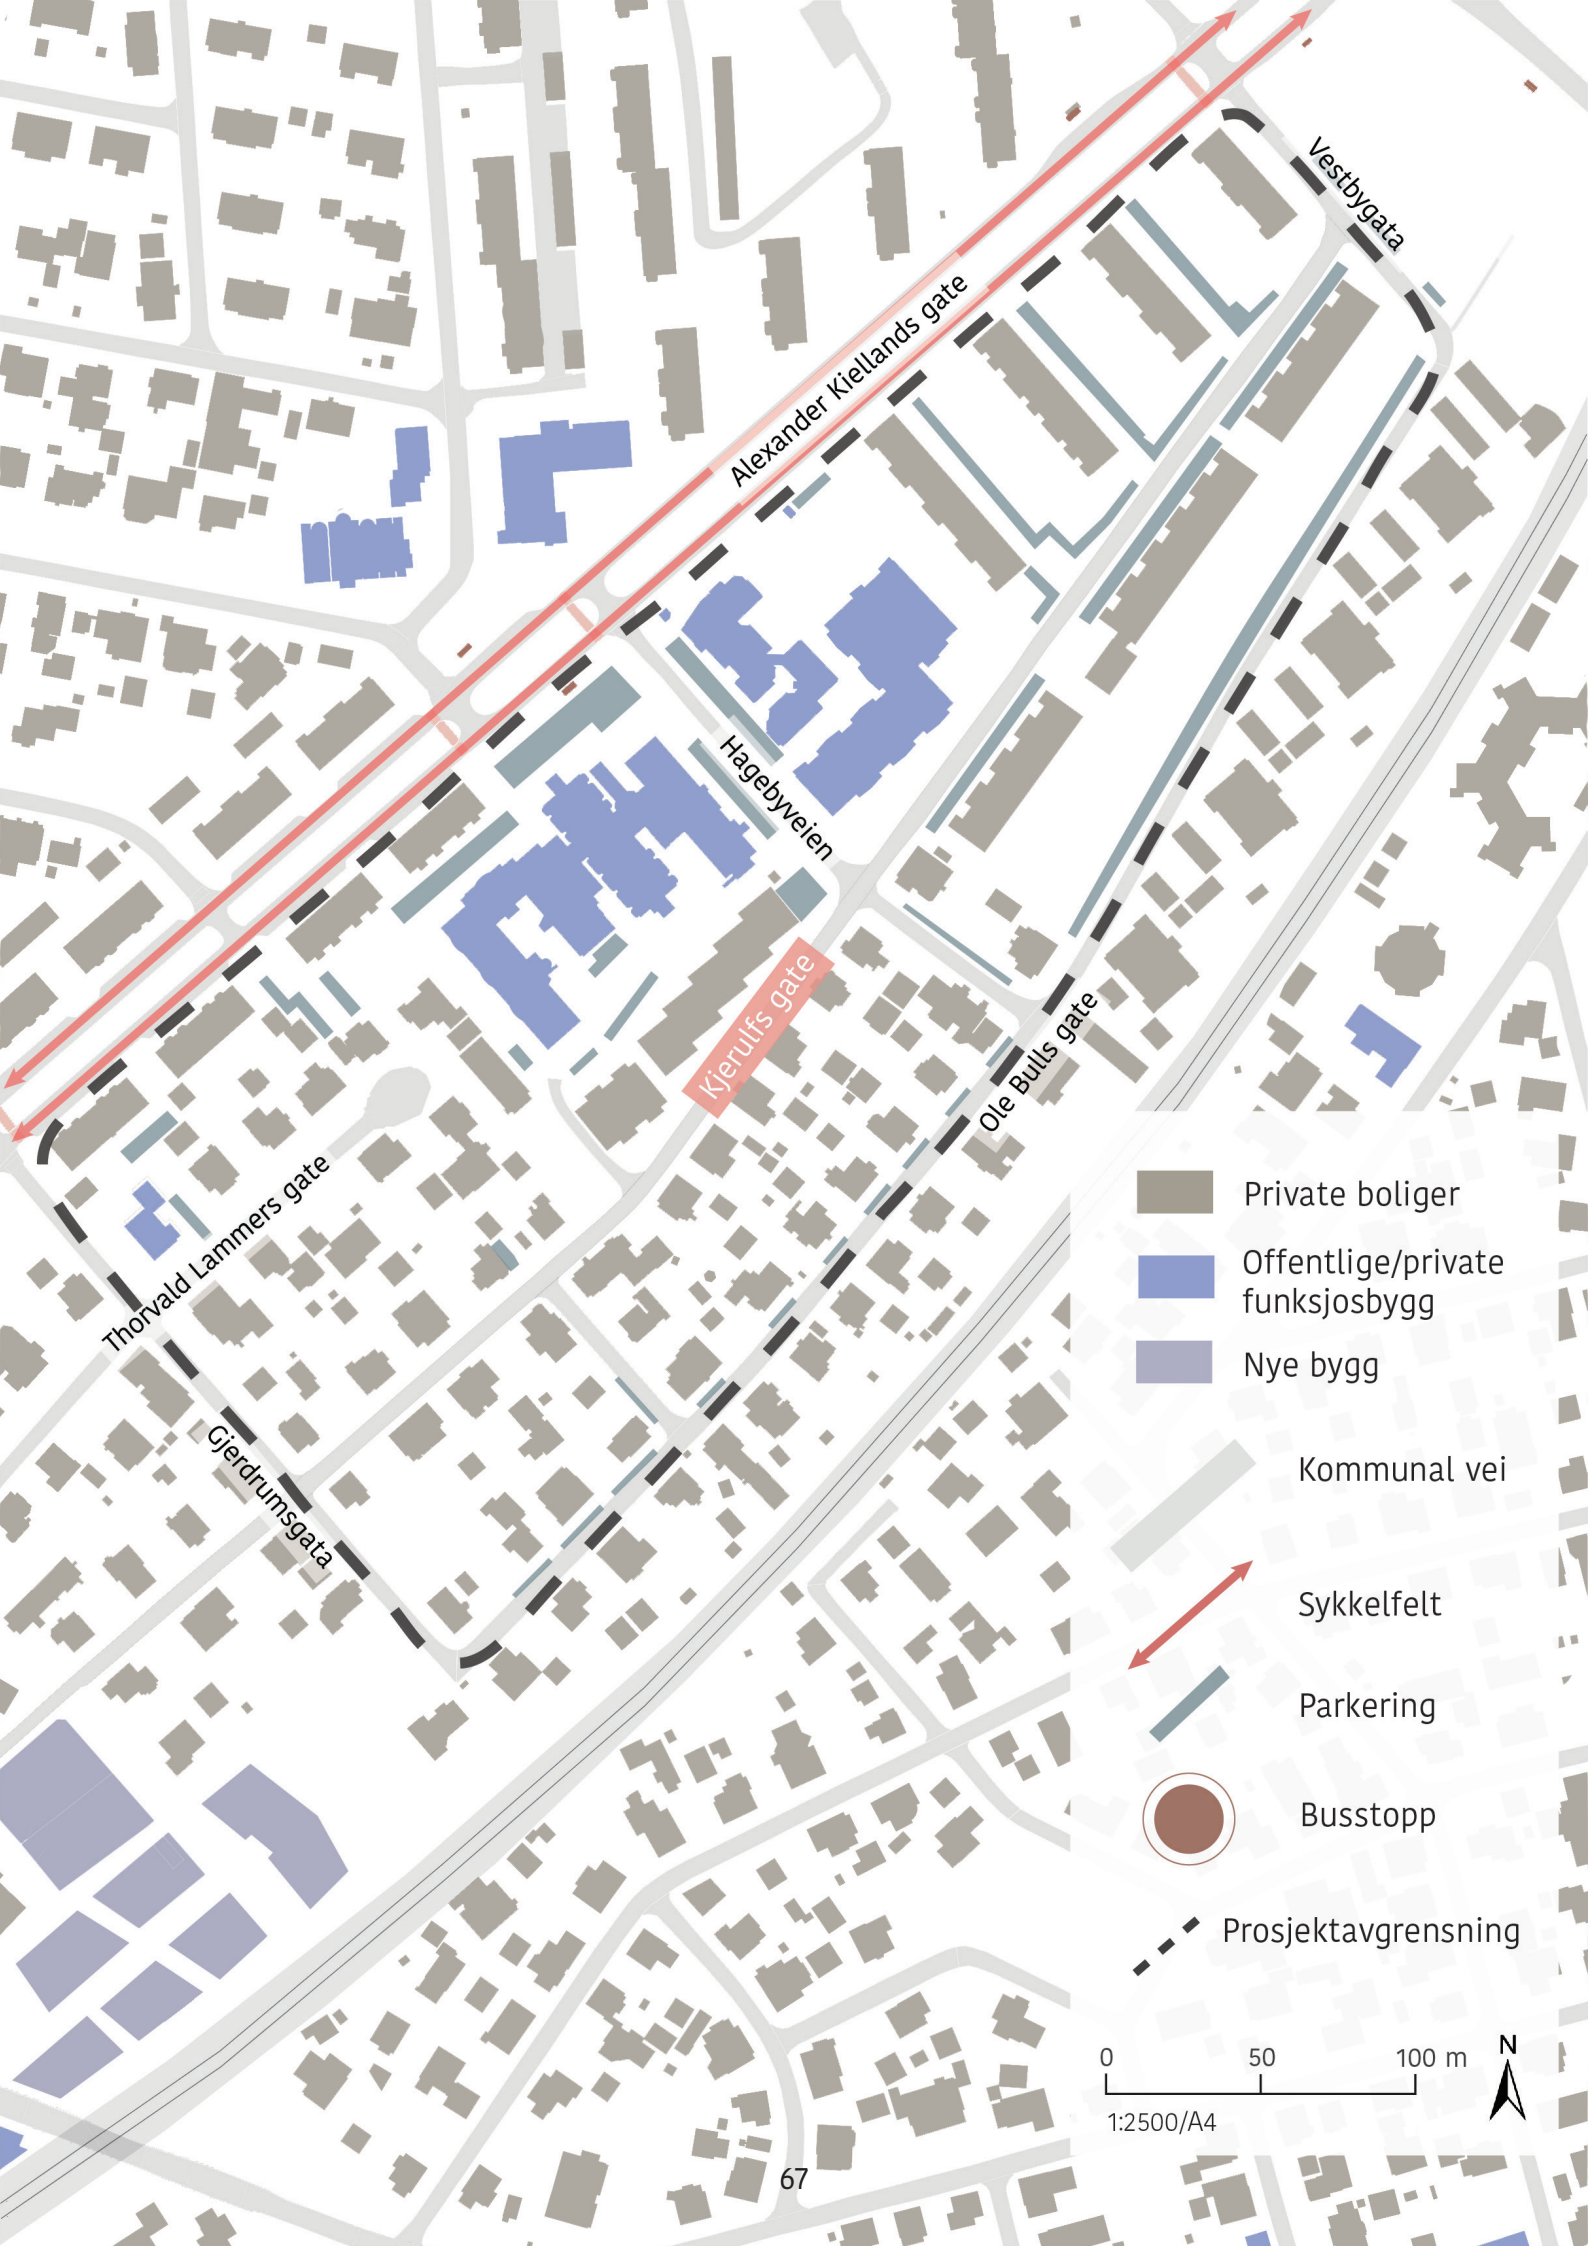 Vestbygata
Alexander Kiellands gate
Hagebyveien
Kjerulfs gate
Ole Bulls gate
Thorvald Lammers gate
Gjerdrumsgata
Private boliger
Offentlige/private
funksjosbygg
Nye bygg
Kommunal vei
Sykkelfelt
Parkering
Busstopp
Prosjektavgrensning
N
0 50 100 m
1:2500/A4
67